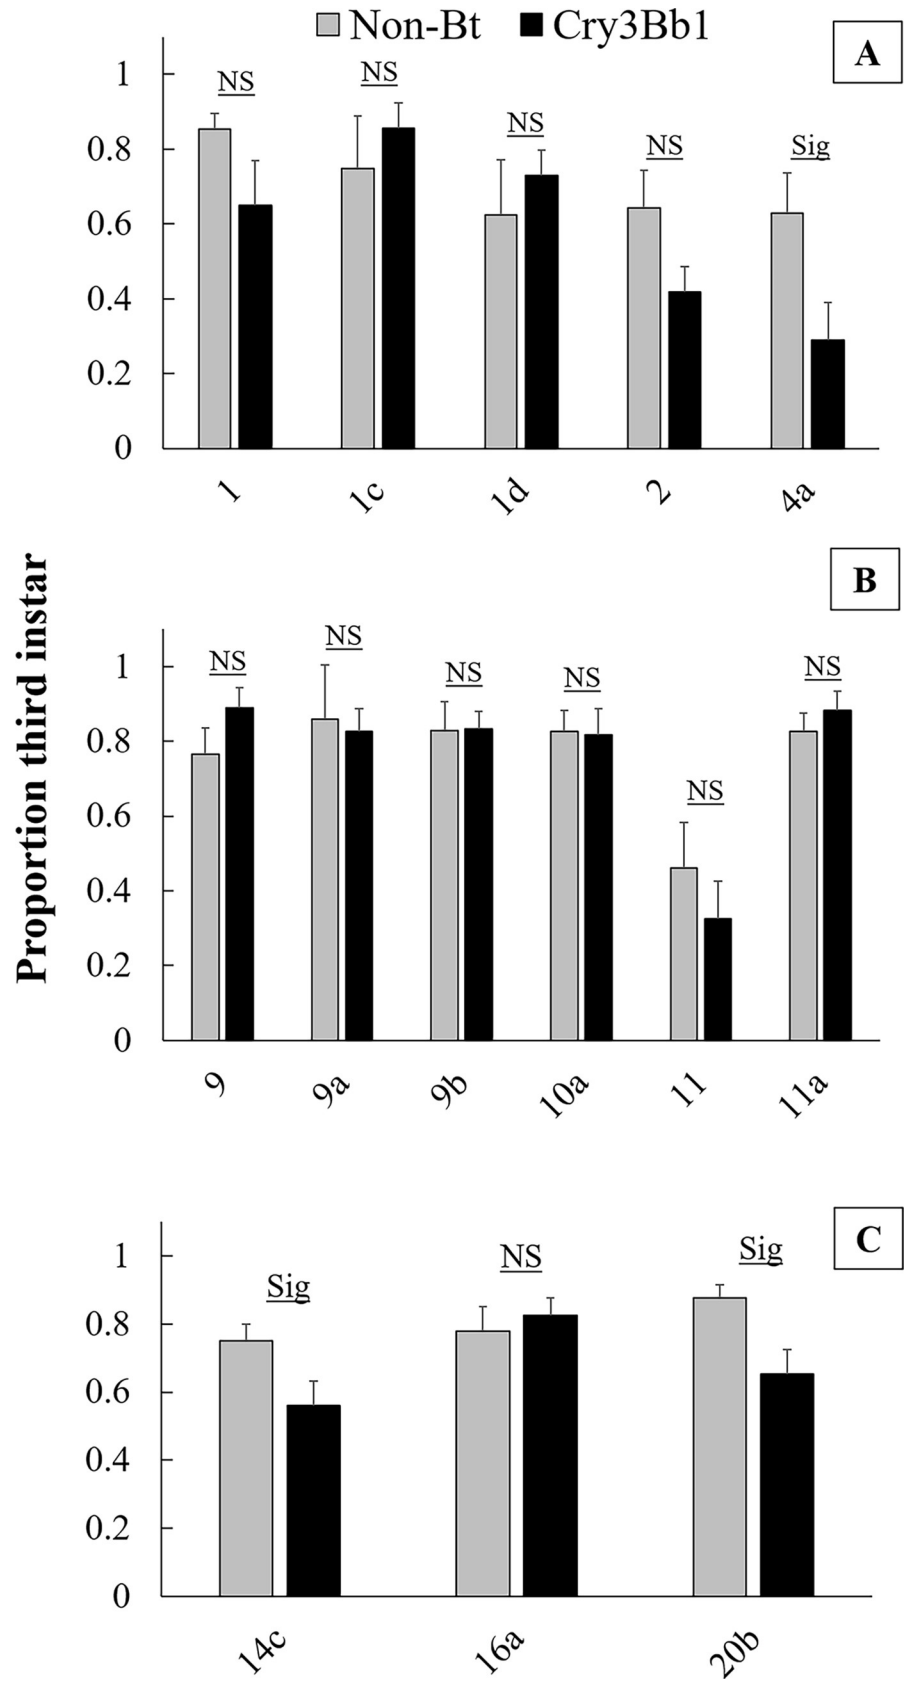 Non-Bt Cry3Bb1
A
NS NS NS NS Sig
1
0.8
0.6
0.4
0.2
0
1 1c 1d 2 4a
Proportion third instar
B
NS NS NS NS NS NS
1
0.8
0.6
0.4
0.2
0
9 9a 9b 10a 11 11a
C
Sig NS Sig
1
0.8
0.6
0.4
0.2
0
14c 16a 20b